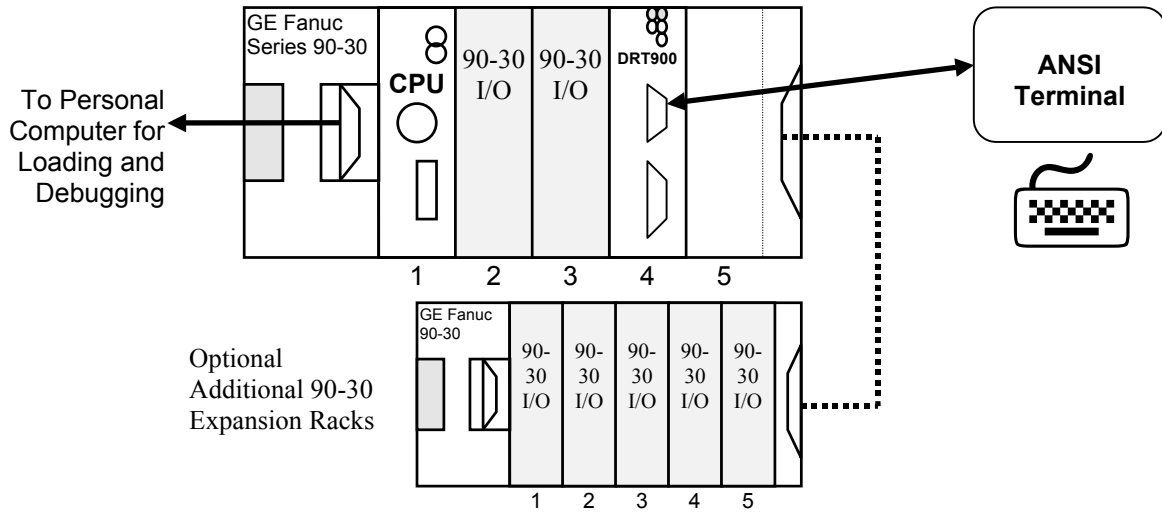 GE Fanuc
Series 90-30
CPU
90-30
I/O
90-30
I/O
DRT900
ANSI
Terminal
To Personal
Computer for
Loading and
Debugging
1 2 3 4 5
Optional
Additional 90-30
Expansion Racks
GE Fanuc
90-30
90-
30
I/O
90-
30
I/O
90-
30
I/O
90-
30
I/O
90-
30
I/O
1 2 3 4 5